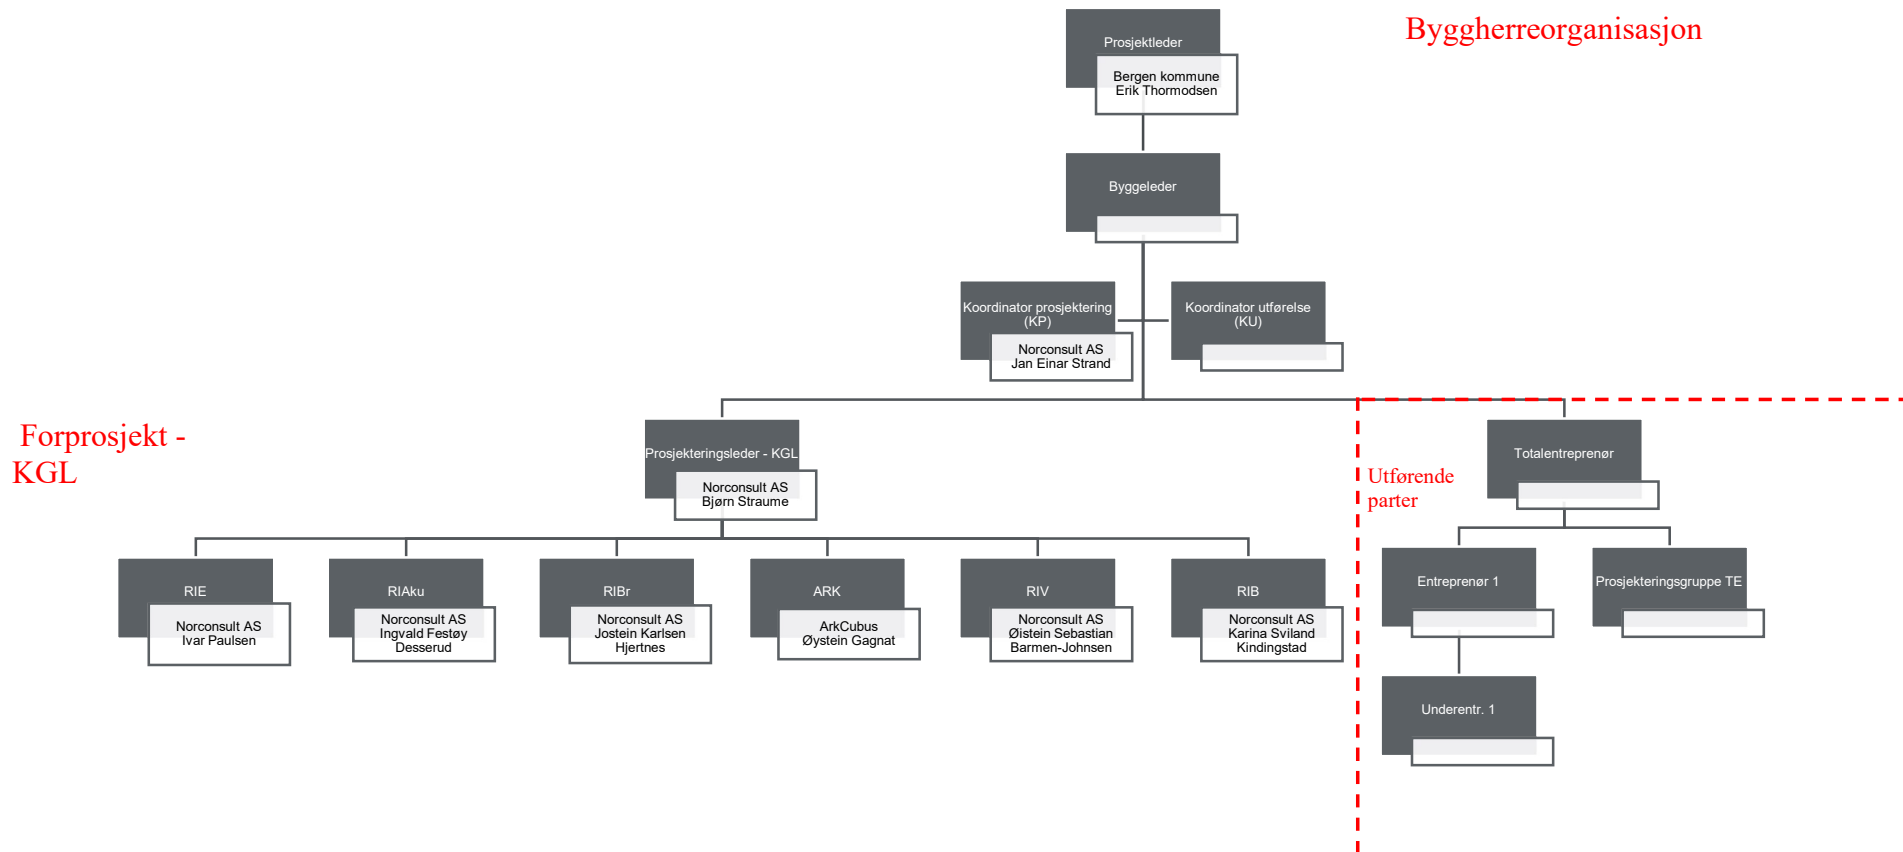 Byggherreorganisasjon
Prosjektleder
Bergen kommune
Erik Thormodsen
Byggeleder
Koordinator prosjektering
(KP)
Norconsult AS
Jan Einar Strand
Koordinator utførelse
(KU)
Forprosjekt -
KGL
Prosjekteringsleder - KGL
Norconsult AS
Bjørn Straume
Utførende
parter
Totalentreprenør
RIE
Norconsult AS
Ivar Paulsen
RIAku
Norconsult AS
Ingvald Festøy
Desserud
RIBr
Norconsult AS
Jostein Karlsen
Hjertnes
ARK
ArkCubus
Øystein Gagnat
RIV
Norconsult AS
Øistein Sebastian
Barmen-Johnsen
RIB
Norconsult AS
Karina Sviland
Kindingstad
Entreprenør 1
Prosjekteringsgruppe TE
Underentr. 1